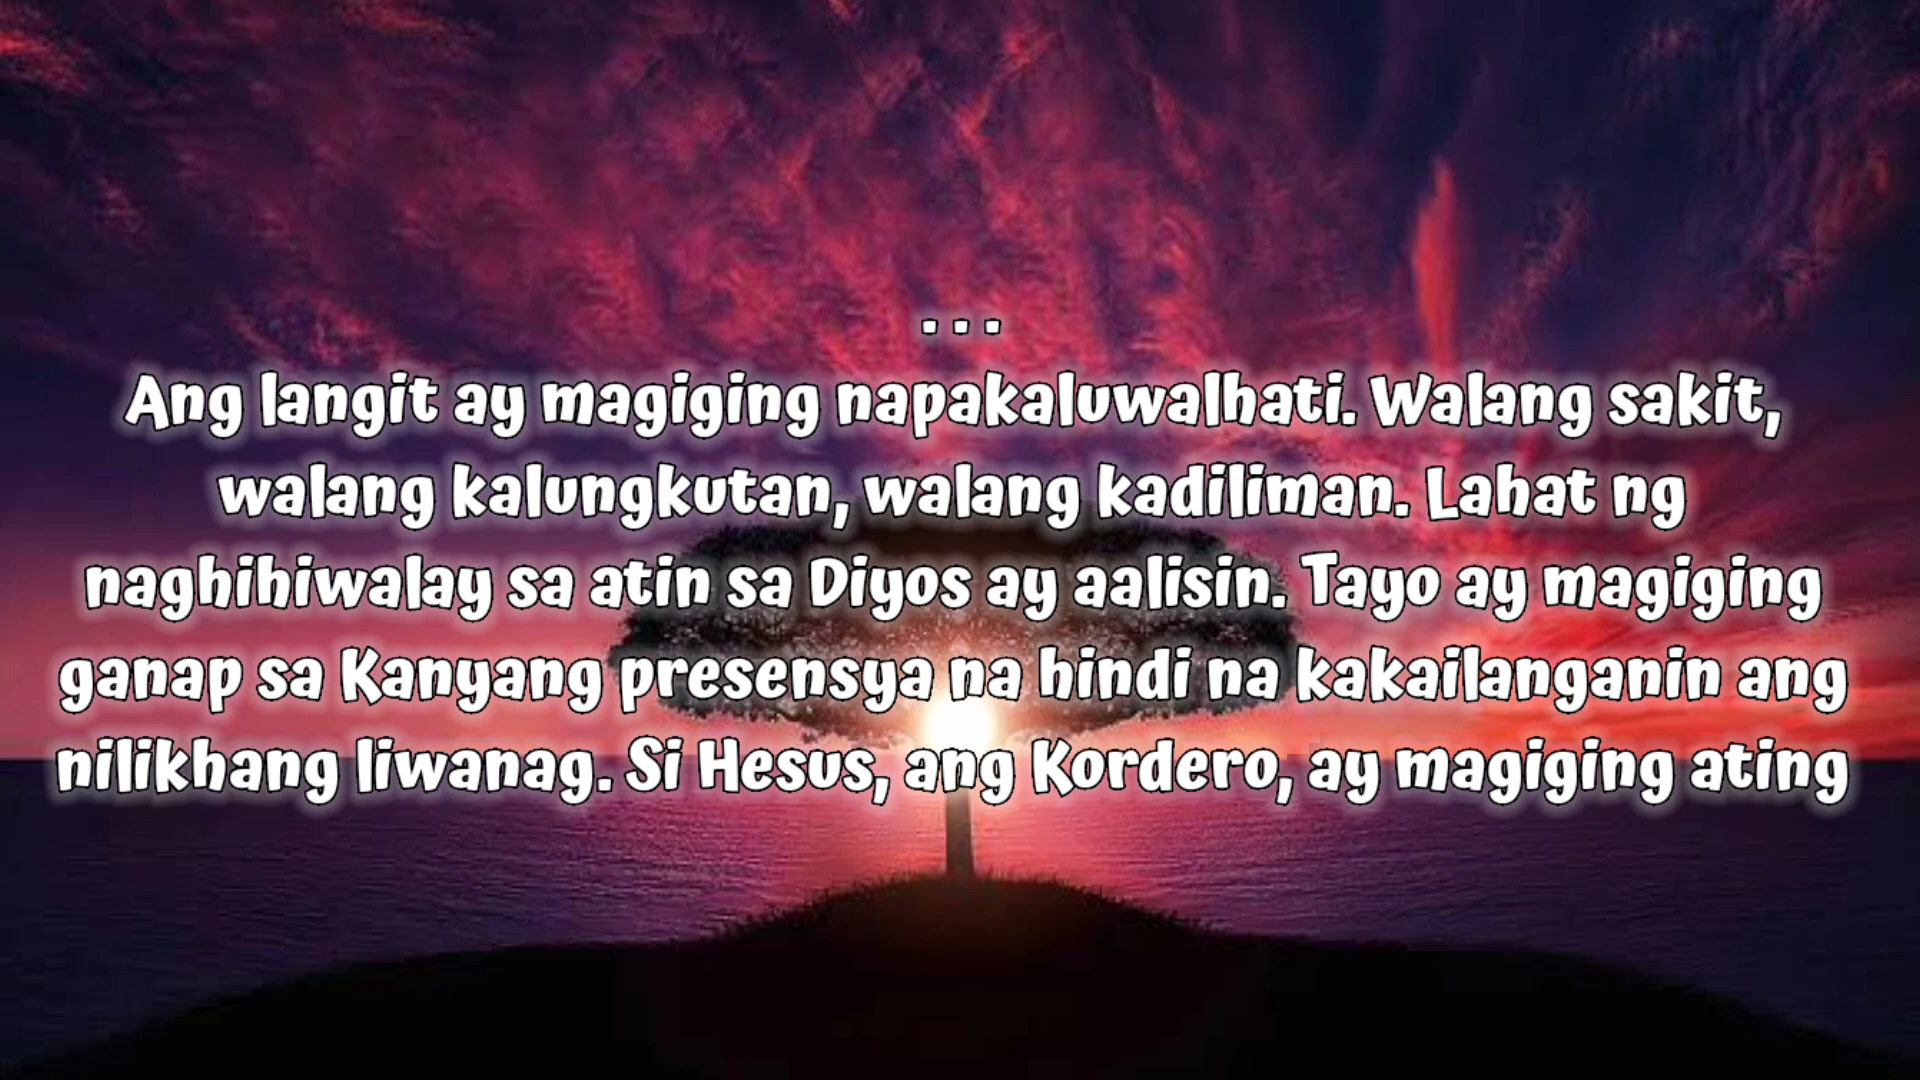 ...
Ang langit ay magiging napakaluwalhati. Walang sakit,
walang kalungkutan, walang kadiliman. Lahat ng
naghihiwalay sa atin sa Diyos ay aalisin. Tayo ay magiging
ganap sa Kanyang presensya na hindi na kakailanganin ang
nilikhang liwanag. Si Hesus, ang Kordero, ay magiging ating